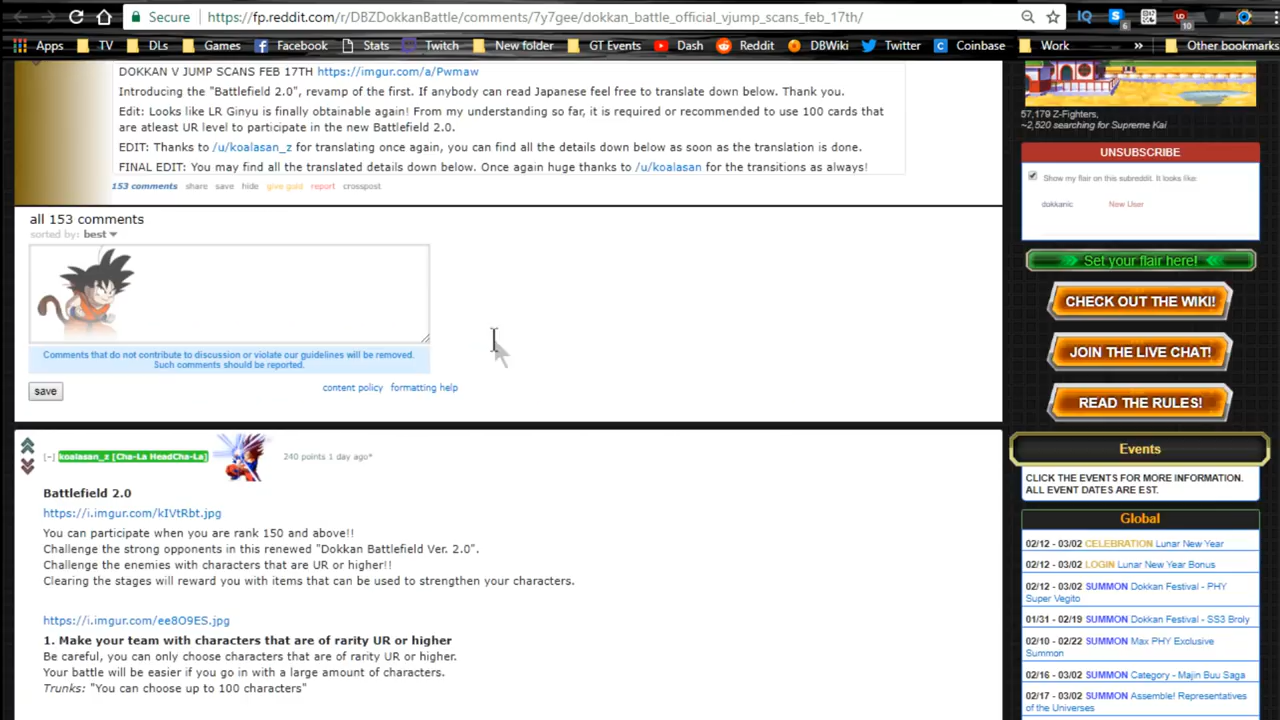 Secure https://fp.reddit.com/r/DBZDokkanBattle/comments/7y7gee/dokkan_battle_official_vjump_scans_feb_17th/
IQ 6 10
Apps TV DLs Games Facebook Stats Twitch New folder GT Events Dash Reddit DBWiki Twitter Coinbase Work » Other bookmarks
DOKKAN V JUMP SCANS FEB 17TH https://imgur.com/a/Pwmaw
Introducing the "Battlefield 2.0", revamp of the first. If anybody can read Japanese feel free to translate down below. Thank you.
Edit: Looks like LR Ginyu is finally obtainable again! From my understanding so far, it is required or recommended to use 100 cards that
are atleast UR level to participate in the new Battlefield 2.0.
EDIT: Thanks to /u/koalasan_z for translating once again, you can find all the details down below as soon as the translation is done.
FINAL EDIT: You may find all the translated details down below. Once again huge thanks to /u/koalasan for the transitions as always!
153 comments share save hide give gold report crosspost
all 153 comments
sorted by: best
Comments that do not contribute to discussion or violate our guidelines will be removed.
Such comments should be reported.
save
content policy formatting help
[-] koalasan_z [Cha-La HeadCha-La] 240 points 1 day ago*
Battlefield 2.0
https://i.imgur.com/kIVtRbt.jpg
You can participate when you are rank 150 and above!!
Challenge the strong opponents in this renewed "Dokkan Battlefield Ver. 2.0".
Challenge the enemies with characters that are UR or higher!!
Clearing the stages will reward you with items that can be used to strengthen your characters.
https://i.imgur.com/ee8O9ES.jpg
1. Make your team with characters that are of rarity UR or higher
Be careful, you can only choose characters that are of rarity UR or higher.
Your battle will be easier if you go in with a large amount of characters.
Trunks: "You can choose up to 100 characters"
57,179 Z-Fighters,
~2,520 searching for Supreme Kai
UNSUBSCRIBE
Show my flair on this subreddit. It looks like:
dokkanic New User
Set your flair here!
CHECK OUT THE WIKI!
JOIN THE LIVE CHAT!
READ THE RULES!
Events
CLICK THE EVENTS FOR MORE INFORMATION.
ALL EVENT DATES ARE EST.
Global
02/12 - 03/02 CELEBRATION Lunar New Year
02/12 - 03/02 LOGIN Lunar New Year Bonus
02/12 - 03/02 SUMMON Dokkan Festival - PHY
Super Vegito
01/31 - 02/19 SUMMON Dokkan Festival - SS3 Broly
02/10 - 02/22 SUMMON Max PHY Exclusive
Summon
02/16 - 03/02 SUMMON Category - Majin Buu Saga
02/17 - 03/02 SUMMON Assemble! Representatives
of the Universes